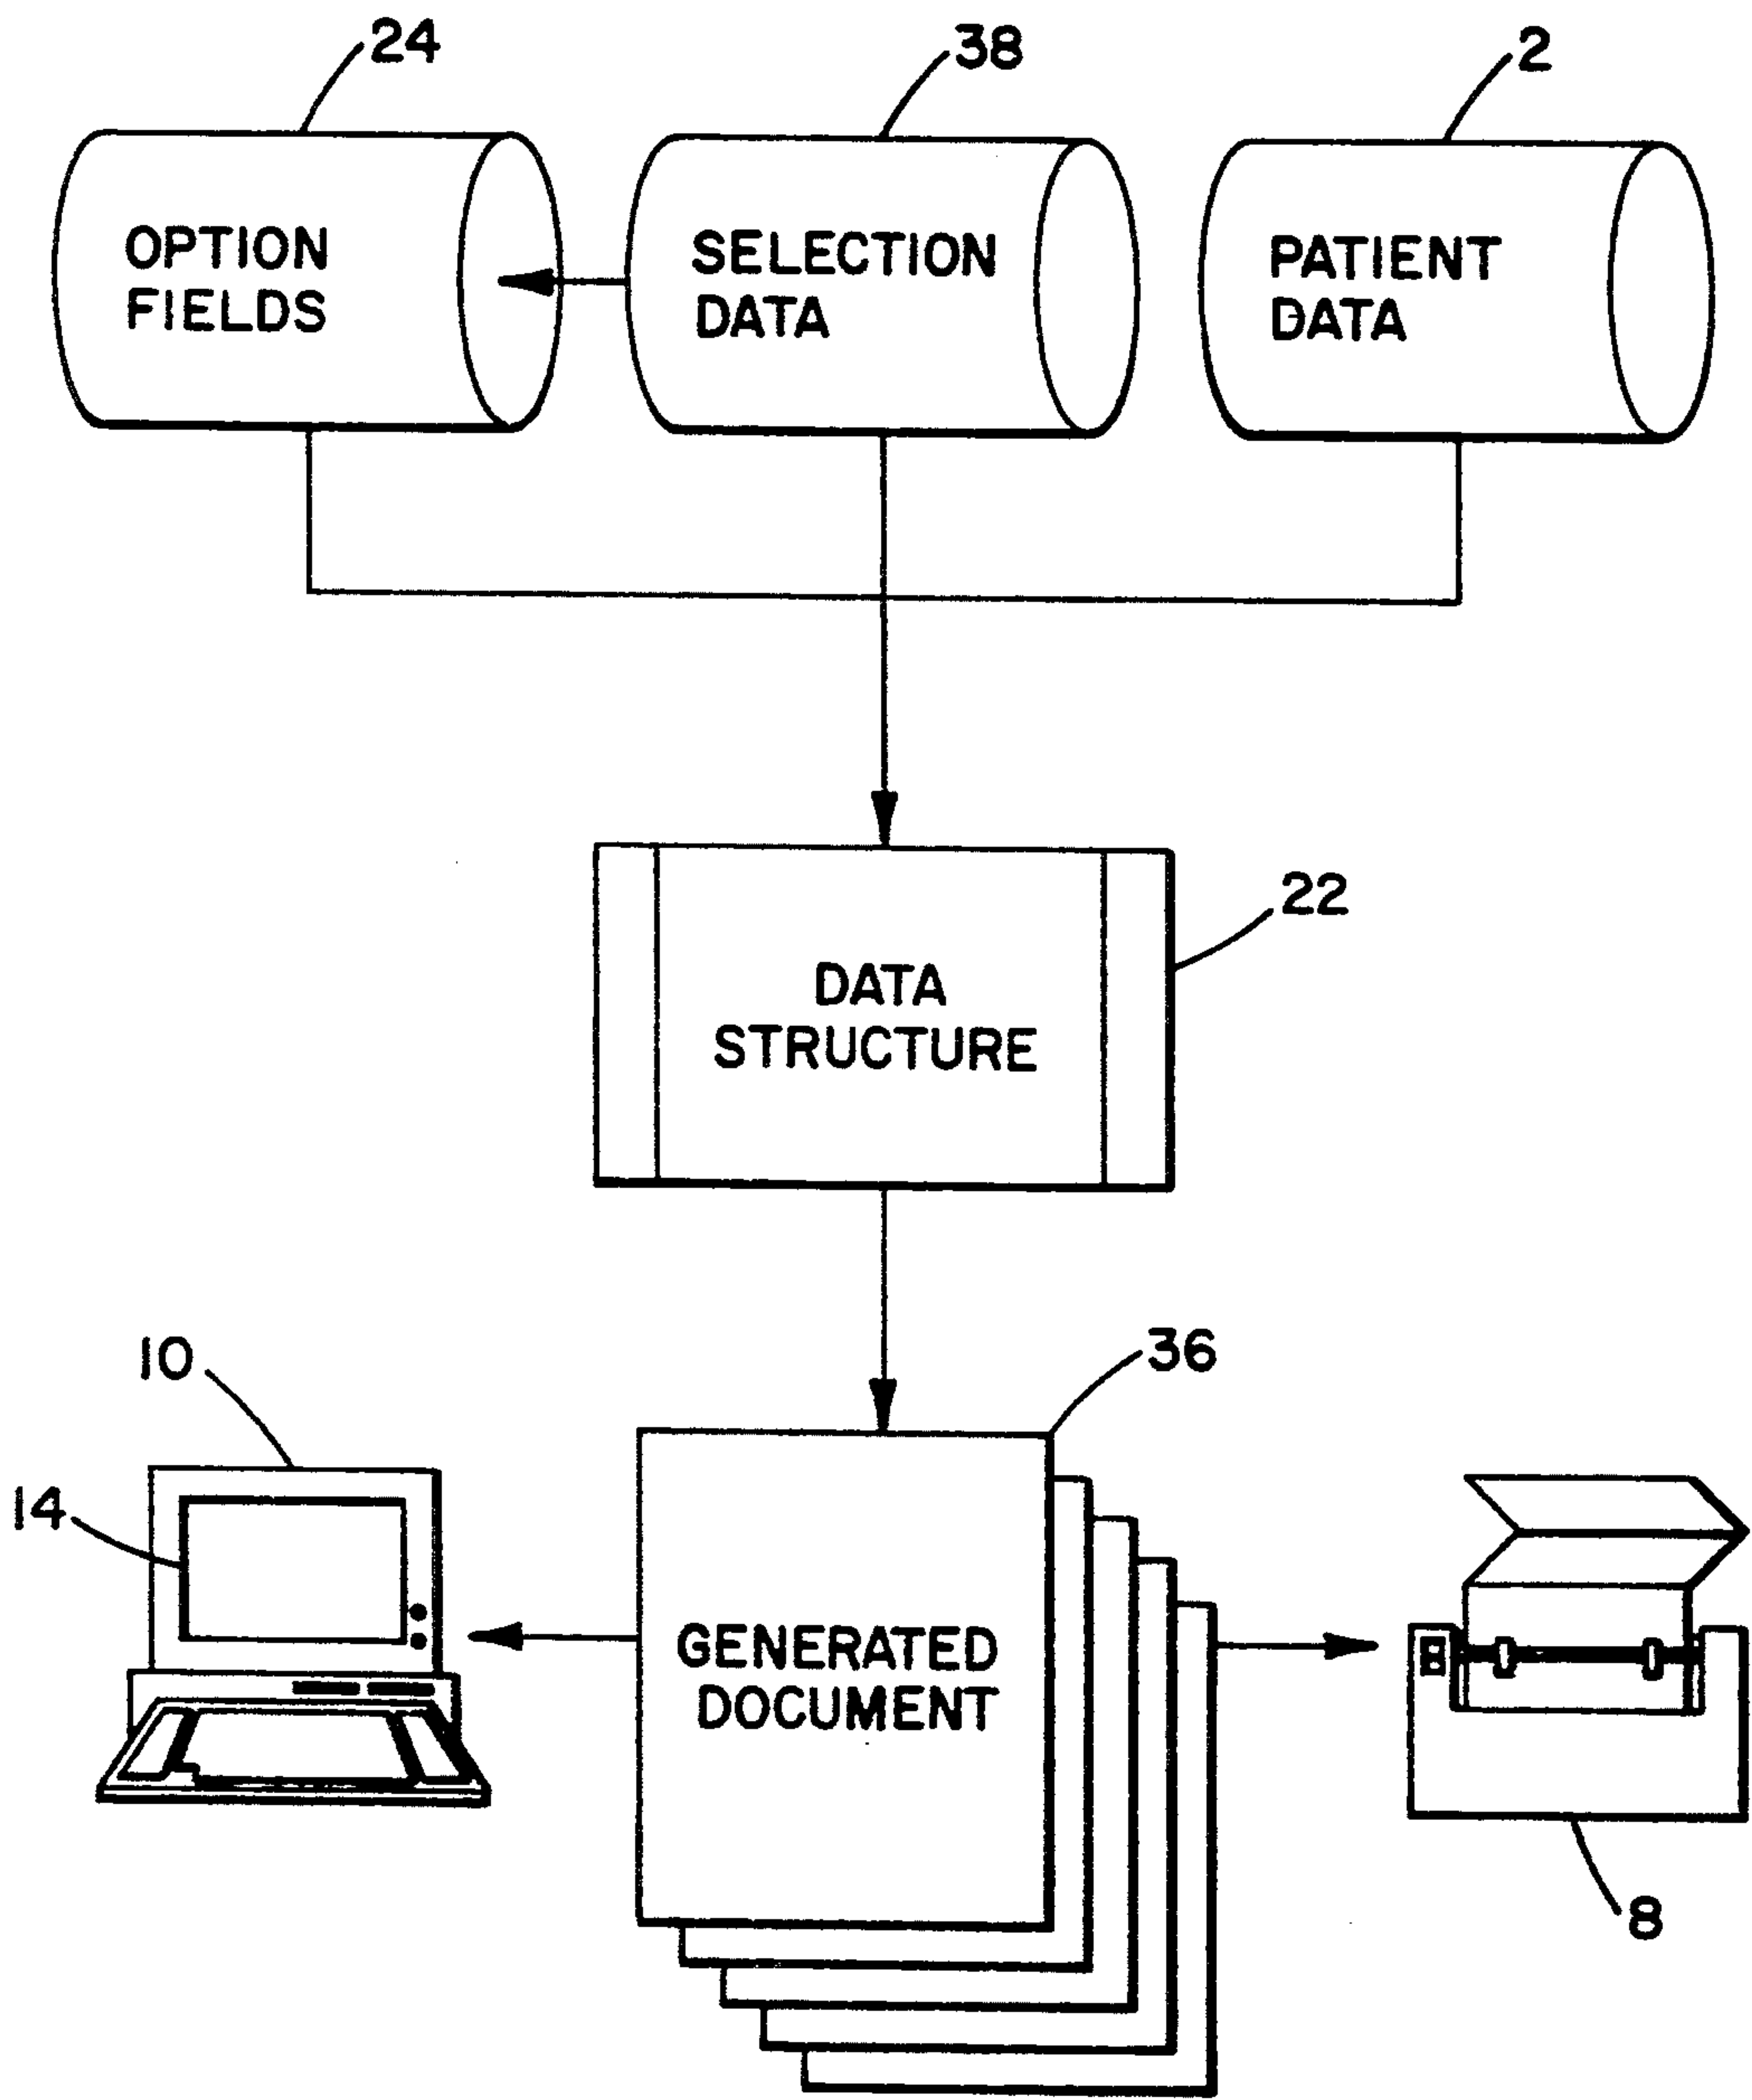 24
38
2
OPTION
FIELDS
SELECTION
DATA
PATIENT
DATA
22
DATA
STRUCTURE
10
36
14
GENERATED
DOCUMENT
8